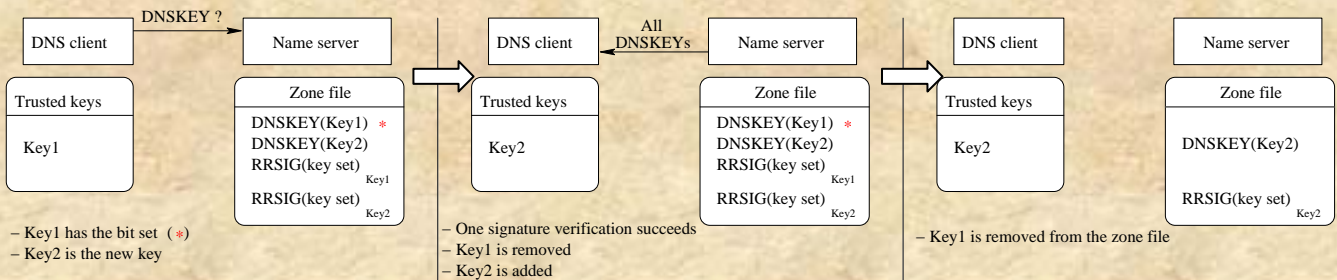 DNSKEY ?
DNS client
Name server
Trusted keys
Key1
Zone file
DNSKEY(Key1) *
DNSKEY(Key2)
RRSIG(key set)
Key1
RRSIG(key set)
Key2
– Key1 has the bit set (*)
– Key2 is the new key
All
DNSKEYs
DNS client
Name server
Trusted keys
Key2
Zone file
DNSKEY(Key1) *
DNSKEY(Key2)
RRSIG(key set)
Key1
RRSIG(key set)
Key2
– One signature verification succeeds
– Key1 is removed
– Key2 is added
DNS client
Name server
Trusted keys
Key2
Zone file
DNSKEY(Key2)
RRSIG(key set)
Key2
– Key1 is removed from the zone file